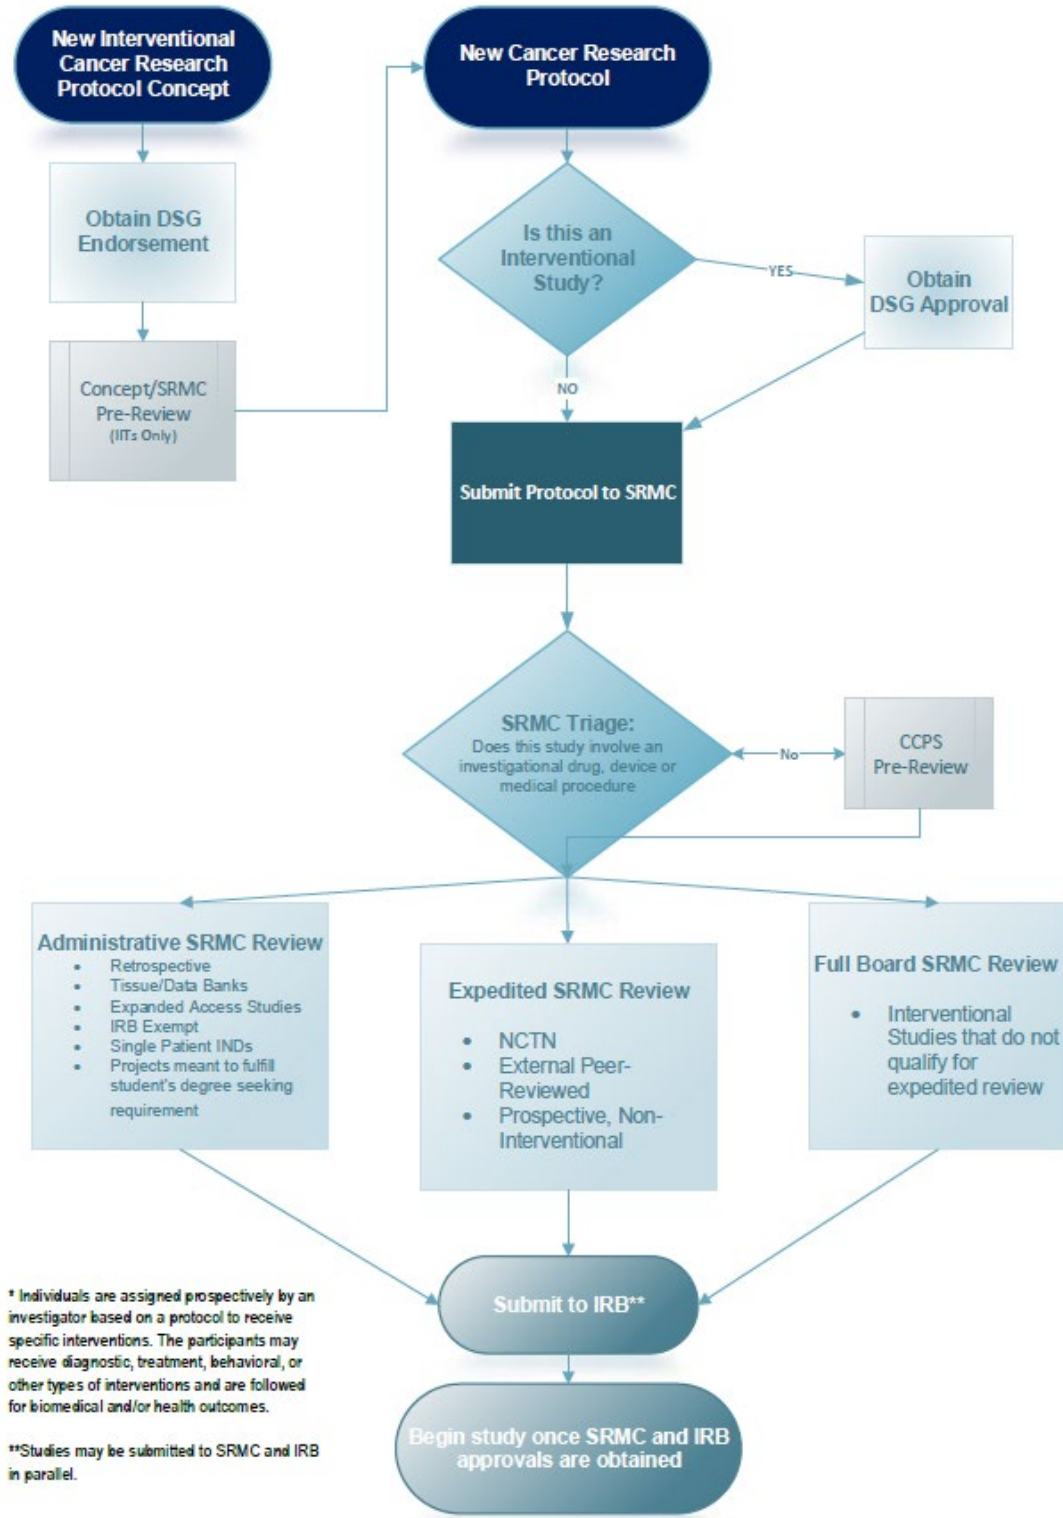 New Interventional
Cancer Research
Protocol Concept
New Cancer Research
Protocol
Obtain DSG
Endorsement
Is this an
Interventional
Study?
YES
Obtain
DSG Approval
Concept/SRMC
Pre-Review
(IITs Only)
NO
Submit Protocol to SRMC
SRMC Triage:
Does this study involve an
investigational drug, device or
medical procedure
No
CCPS
Pre-Review
Administrative SRMC Review
• Retrospective
• Tissue/Data Banks
• Expanded Access Studies
• IRB Exempt
• Single Patient INDs
• Projects meant to fulfill
student's degree seeking
requirement
Expedited SRMC Review
• NCTN
• External Peer-
Reviewed
• Prospective, Non-
Interventional
Full Board SRMC Review
• Interventional
Studies that do not
qualify for
expedited review
Submit to IRB**
Begin study once SRMC and IRB
approvals are obtained
* Individuals are assigned prospectively by an
investigator based on a protocol to receive
specific interventions. The participants may
receive diagnostic, treatment, behavioral, or
other types of interventions and are followed
for biomedical and/or health outcomes.
**Studies may be submitted to SRMC and IRB
in parallel.